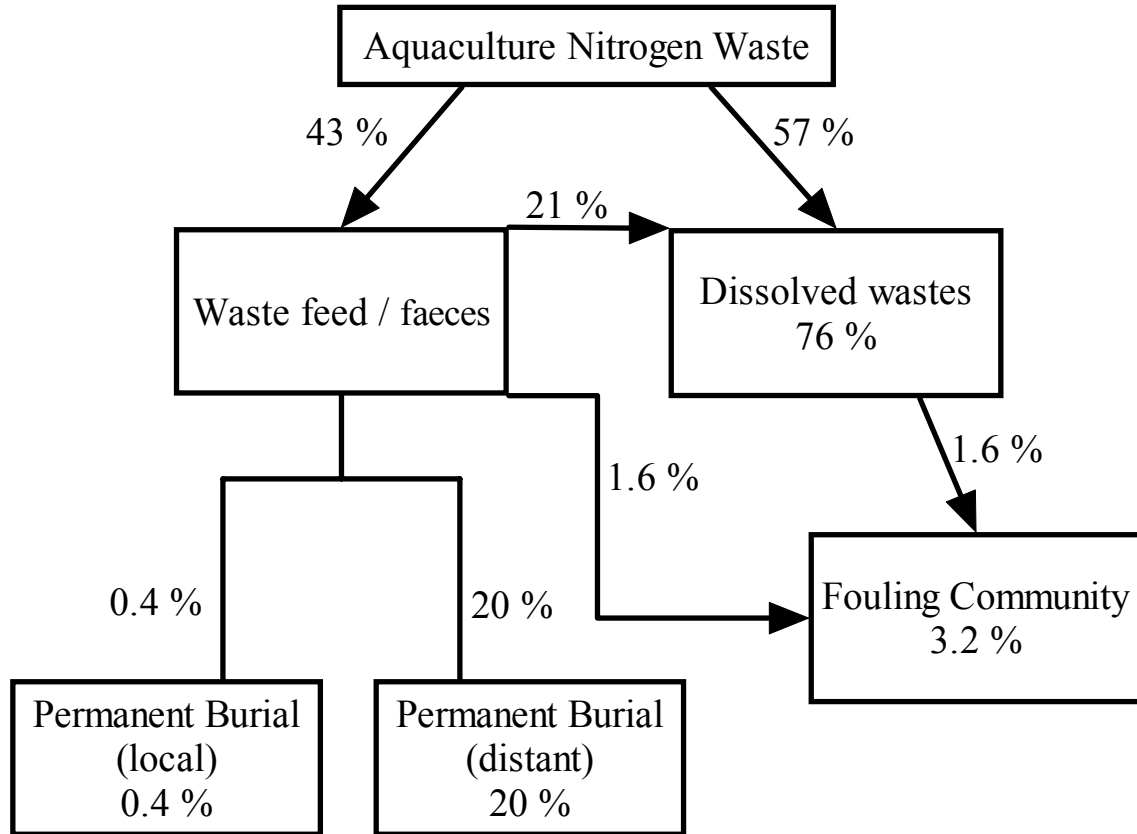 Aquaculture Nitrogen Waste
43 %
57 %
21 %
Waste feed / faeces
Dissolved wastes
76 %
1.6 %
1.6 %
Fouling Community
3.2 %
0.4 %
20 %
Permanent Burial
(local)
0.4 %
Permanent Burial
(distant)
20 %